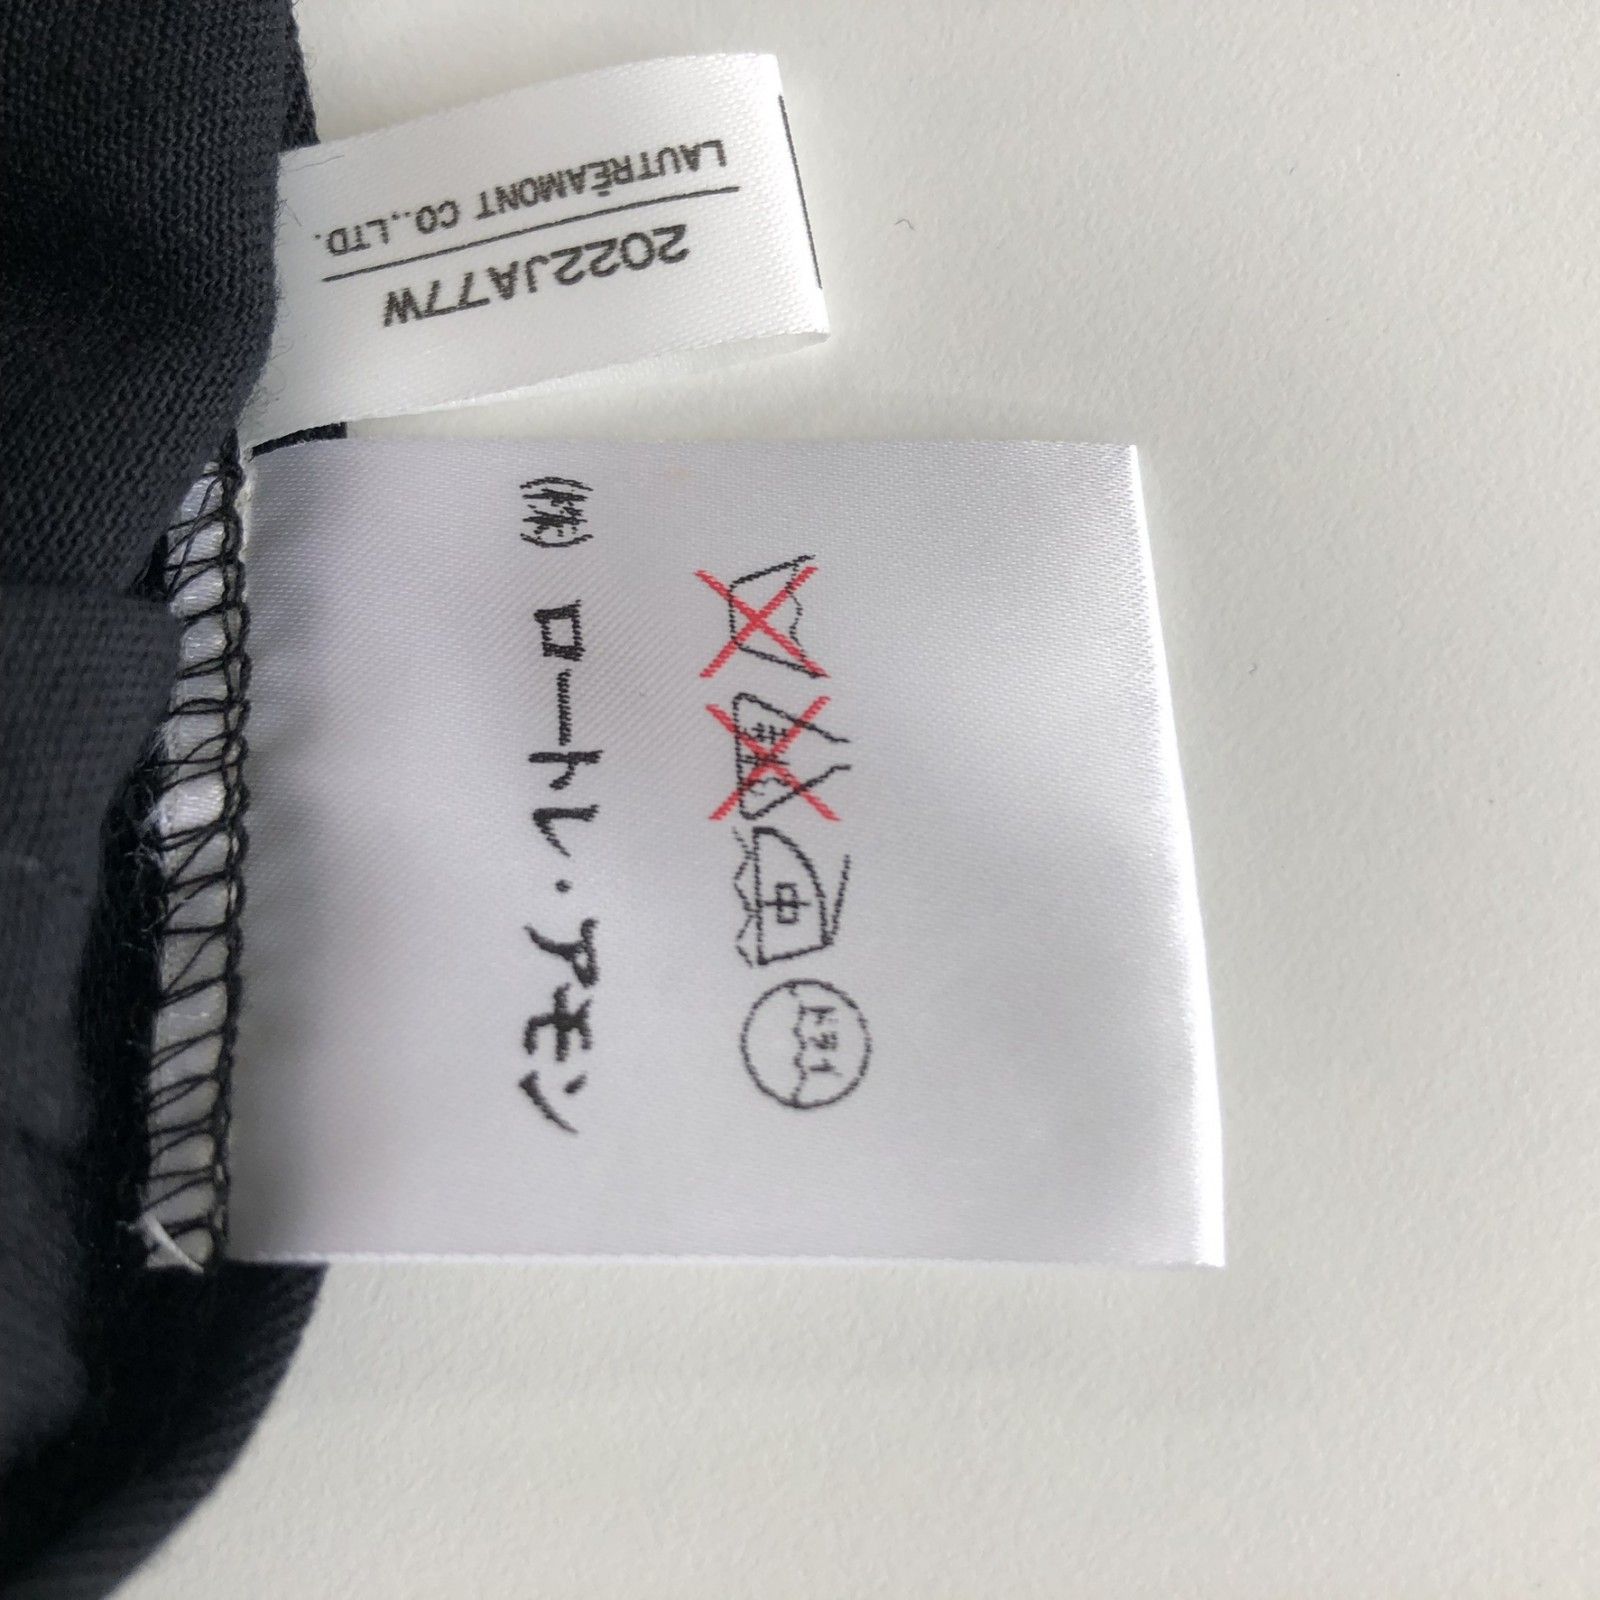 LAUTRÉAMONT CO.,LTD.
2022JA77W
中
ドライ
(株) ロートレ・アモン